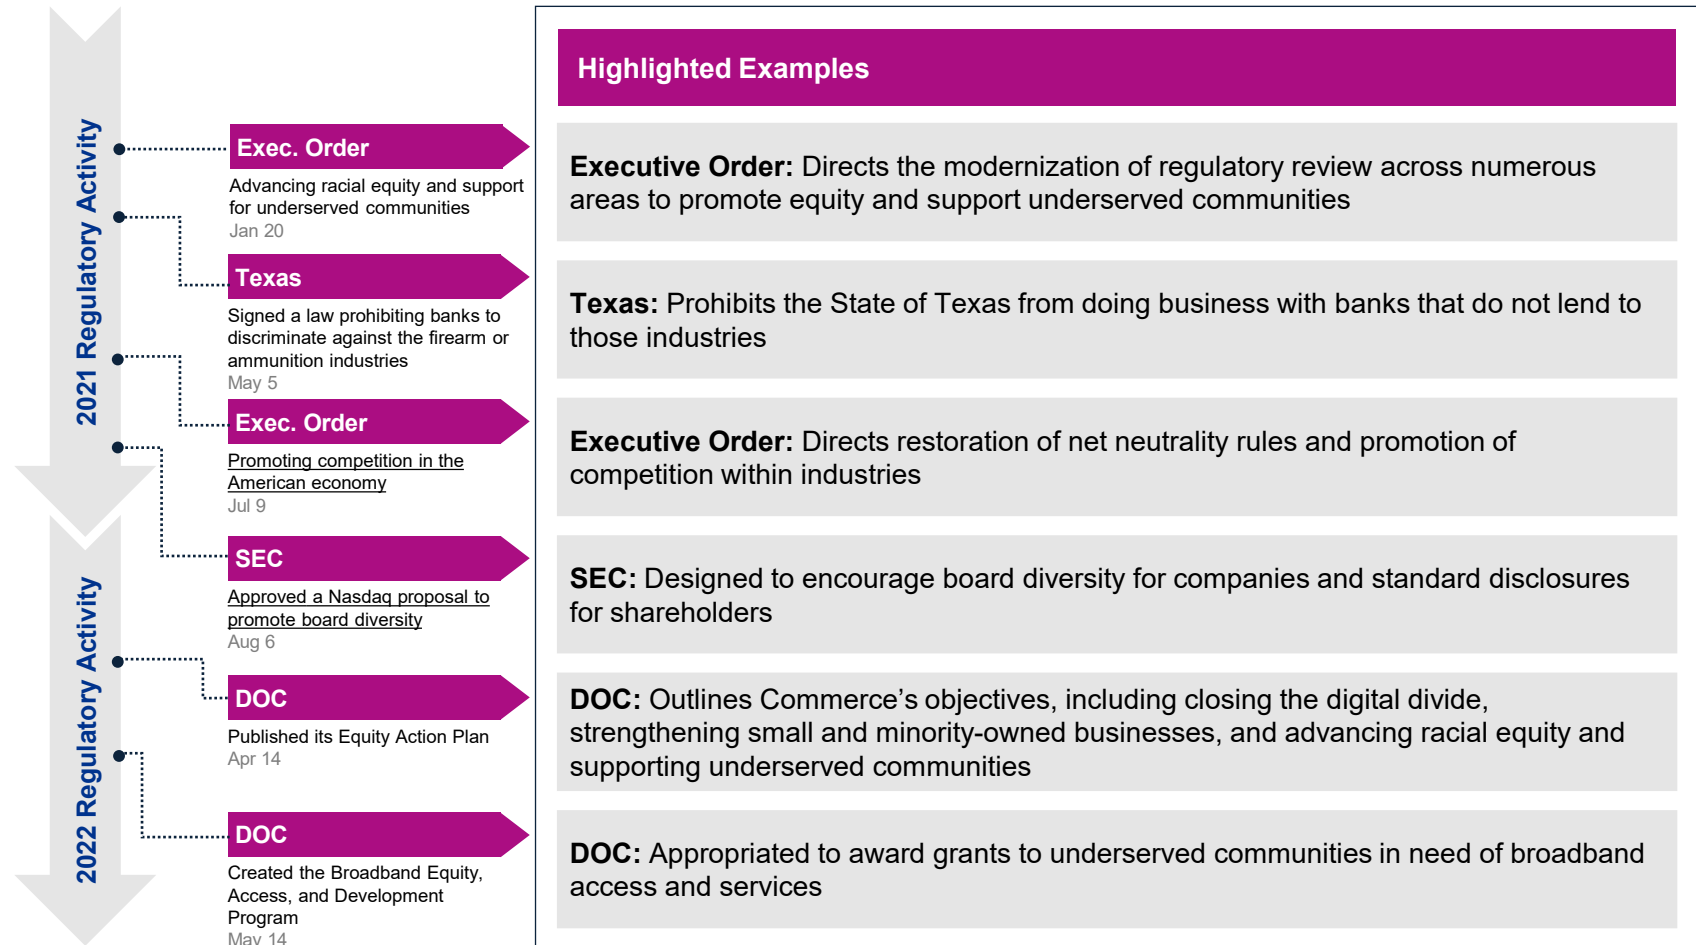 Highlighted Examples
2021 Regulatory Activity
Exec. Order
Advancing racial equity and support
for underserved communities
Jan 20
Executive Order: Directs the modernization of regulatory review across numerous
areas to promote equity and support underserved communities
Texas
Signed a law prohibiting banks to
discriminate against the firearm or
ammunition industries
May 5
Texas: Prohibits the State of Texas from doing business with banks that do not lend to
those industries
Exec. Order
Promoting competition in the
American economy
Jul 9
Executive Order: Directs restoration of net neutrality rules and promotion of
competition within industries
SEC
Approved a Nasdaq proposal to
promote board diversity
Aug 6
SEC: Designed to encourage board diversity for companies and standard disclosures
for shareholders
2022 Regulatory Activity
DOC
Published its Equity Action Plan
Apr 14
DOC: Outlines Commerce's objectives, including closing the digital divide,
strengthening small and minority-owned businesses, and advancing racial equity and
supporting underserved communities
DOC
Created the Broadband Equity,
Access, and Development
Program
May 14
DOC: Appropriated to award grants to underserved communities in need of broadband
access and services